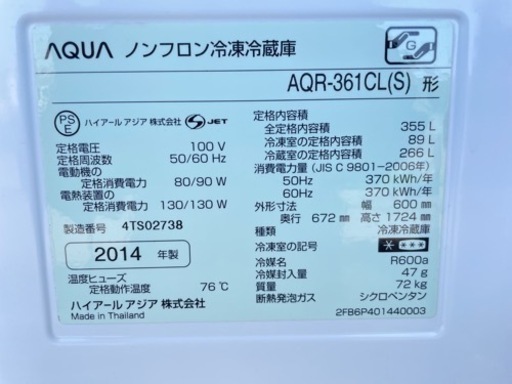 AQUA ノンフロン冷凍冷蔵庫
G
AQR-361CL(S) 形
PS
E
ハイアール アジア 株式会社
S JET
定格電圧 100 V
定格周波数 50/60 Hz
電動機の
定格消費電力 80/90 W
電熱装置の
定格消費電力 130/130 W
製造番号 4TS02738
2014 年製
温度ヒューズ
定格動作温度 76℃
ハイアール アジア 株式会社
Made in Thailand
定格内容積
全定格内容積 355 L
冷凍室の定格内容積 89 L
冷蔵室の定格内容積 266 L
消費電力量 (JIS C 9801-2006年)
50Hz 370 kWh/年
60Hz 370 kWh/年
外形寸法 幅 600 mm
奥行 672 mm 高さ 1724 mm
種類 冷凍冷蔵庫
冷凍室の記号
冷媒名 R600a
冷媒封入量 47 g
質量 72 kg
断熱発泡ガス シクロペンタン
2FB6P401440003